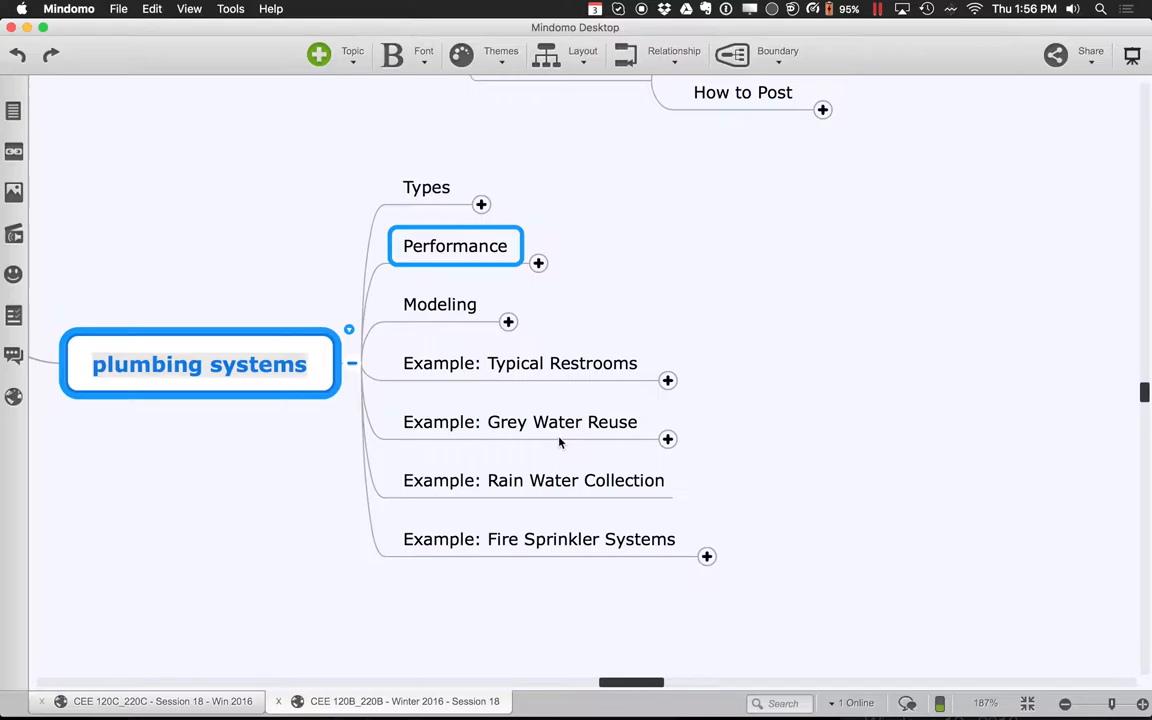 Mindomo File Edit View Tools Help
3 95% Thu 1:56 PM
Mindomo Desktop
Topic Font Themes Layout Relationship Boundary Share
How to Post
Types
Performance
Modeling
plumbing systems
Example: Typical Restrooms
Example: Grey Water Reuse
Example: Rain Water Collection
Example: Fire Sprinkler Systems
CEE 120C_220C - Session 18 - Win 2016 CEE 120B_220B - Winter 2016 - Session 18 Search 1 Online 187%